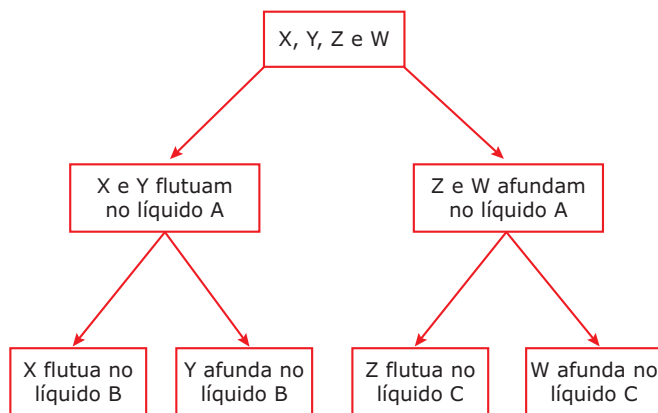 X, Y, Z e W
X e Y flutuam
no líquido A
Z e W afundam
no líquido A
X flutua no
líquido B
Y afunda no
líquido B
Z flutua no
líquido C
W afunda no
líquido C